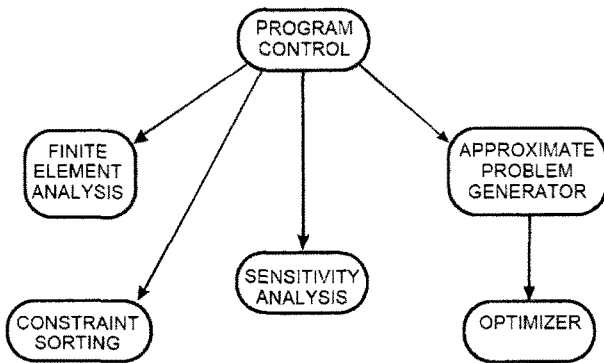 PROGRAM
CONTROL
FINITE
ELEMENT
ANALYSIS
APPROXIMATE
PROBLEM
GENERATOR
SENSITIVITY
ANALYSIS
CONSTRAINT
SORTING
OPTIMIZER